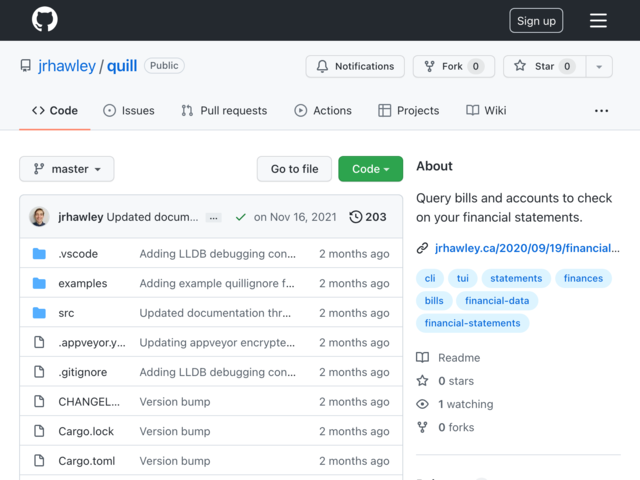 Sign up
jrhawley / quill Public
Notifications
Fork 0
Star 0
Code
Issues
Pull requests
Actions
Projects
Wiki
master
Go to file
Code
jrhawley Updated docum... ... on Nov 16, 2021 203
.vscode Adding LLDB debugging con... 2 months ago
examples Adding example quillignore f... 2 months ago
src Updated documentation thr... 2 months ago
.appveyor.y... Updating appveyor encrypte... 2 months ago
.gitignore Adding LLDB debugging con... 2 months ago
CHANGEL... Version bump 2 months ago
Cargo.lock Version bump 2 months ago
Cargo.toml Version bump 2 months ago
About
Query bills and accounts to check
on your financial statements.
jrhawley.ca/2020/09/19/financial...
cli tui statements finances
bills financial-data
financial-statements
Readme
0 stars
1 watching
0 forks